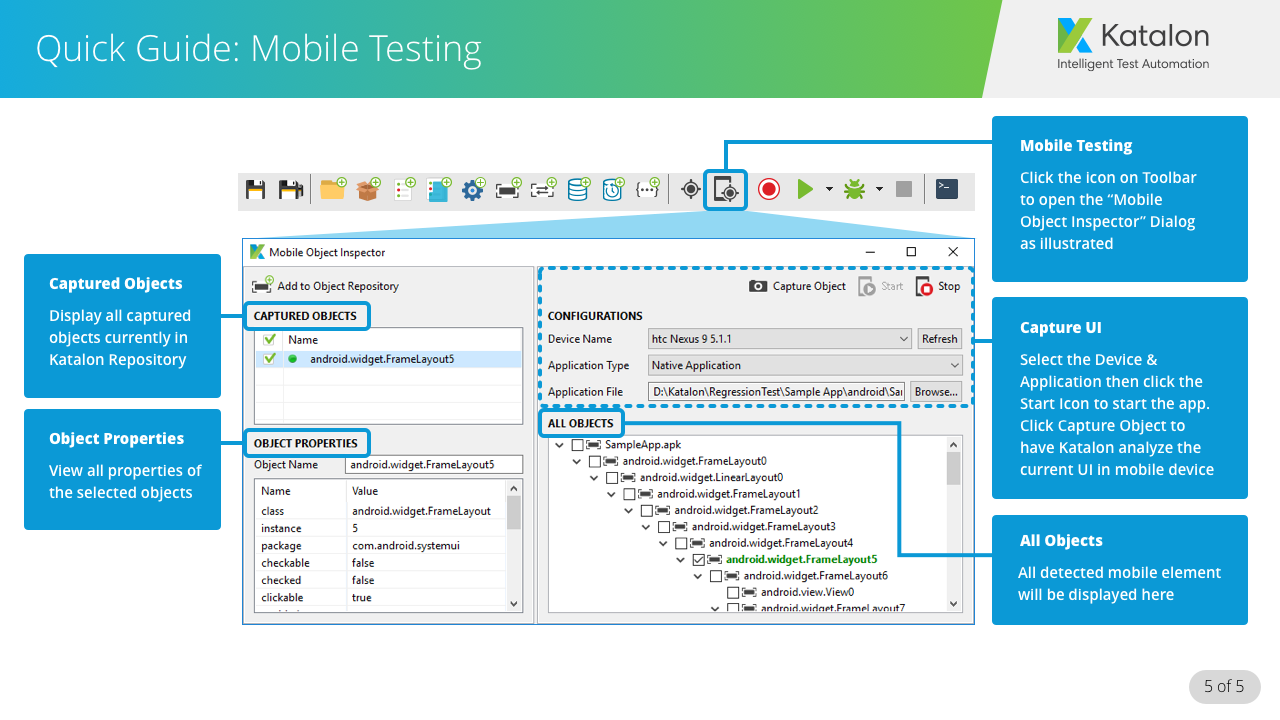 Quick Guide: Mobile Testing
Katalon
Intelligent Test Automation
Mobile Testing
Click the icon on Toolbar
to open the “Mobile
Object Inspector” Dialog
as illustrated
Captured Objects
Display all captured
objects currently in
Katalon Repository
Object Properties
View all properties of
the selected objects
Mobile Object Inspector
Add to Object Repository
CAPTURED OBJECTS
Name
android.widget.FrameLayout5
OBJECT PROPERTIES
Object Name android.widget.FrameLayout5
Name Value
class android.widget.FrameLayout
instance 5
package com.android.systemui
checkable false
checked false
clickable true
Capture Object Start Stop
CONFIGURATIONS
Device Name htc Nexus 9 5.1.1 Refresh
Application Type Native Application
Application File D:\Katalon\RegressionTest\Sample App\android\Sa Browse...
ALL OBJECTS
SampleApp.apk
android.widget.FrameLayout0
android.widget.LinearLayout0
android.widget.FrameLayout1
android.widget.FrameLayout2
android.widget.FrameLayout3
android.widget.FrameLayout4
android.widget.FrameLayout5
android.widget.FrameLayout6
android.view.View0
android.widget.FrameLayout7
Capture UI
Select the Device &
Application then click the
Start Icon to start the app.
Click Capture Object to
have Katalon analyze the
current UI in mobile device
All Objects
All detected mobile element
will be displayed here
5 of 5